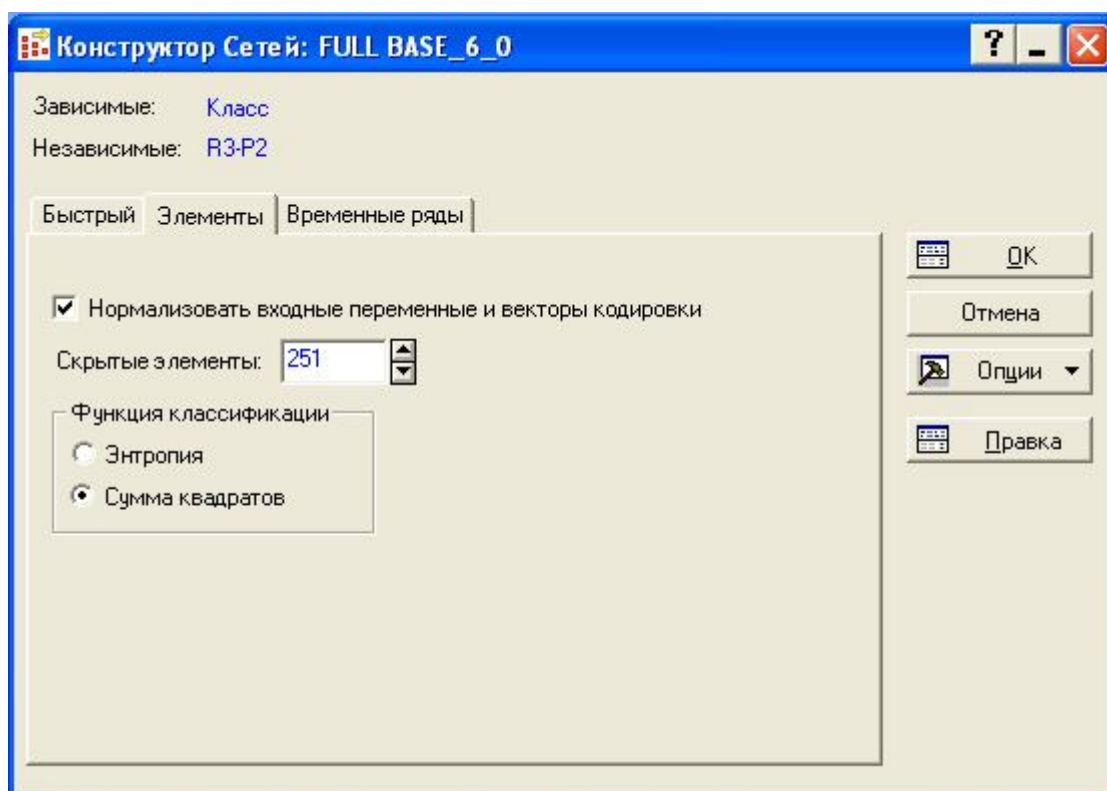 Конструктор Сетей: FULL BASE_6_0
Зависимые: Класс
Независимые: R3-P2
Быстрый Элементы Временные ряды
OK
Нормализовать входные переменные и векторы кодировки
Отмена
Скрытые элементы: 251
Опции
Функция классификации
Правка
Энтропия
Сумма квадратов